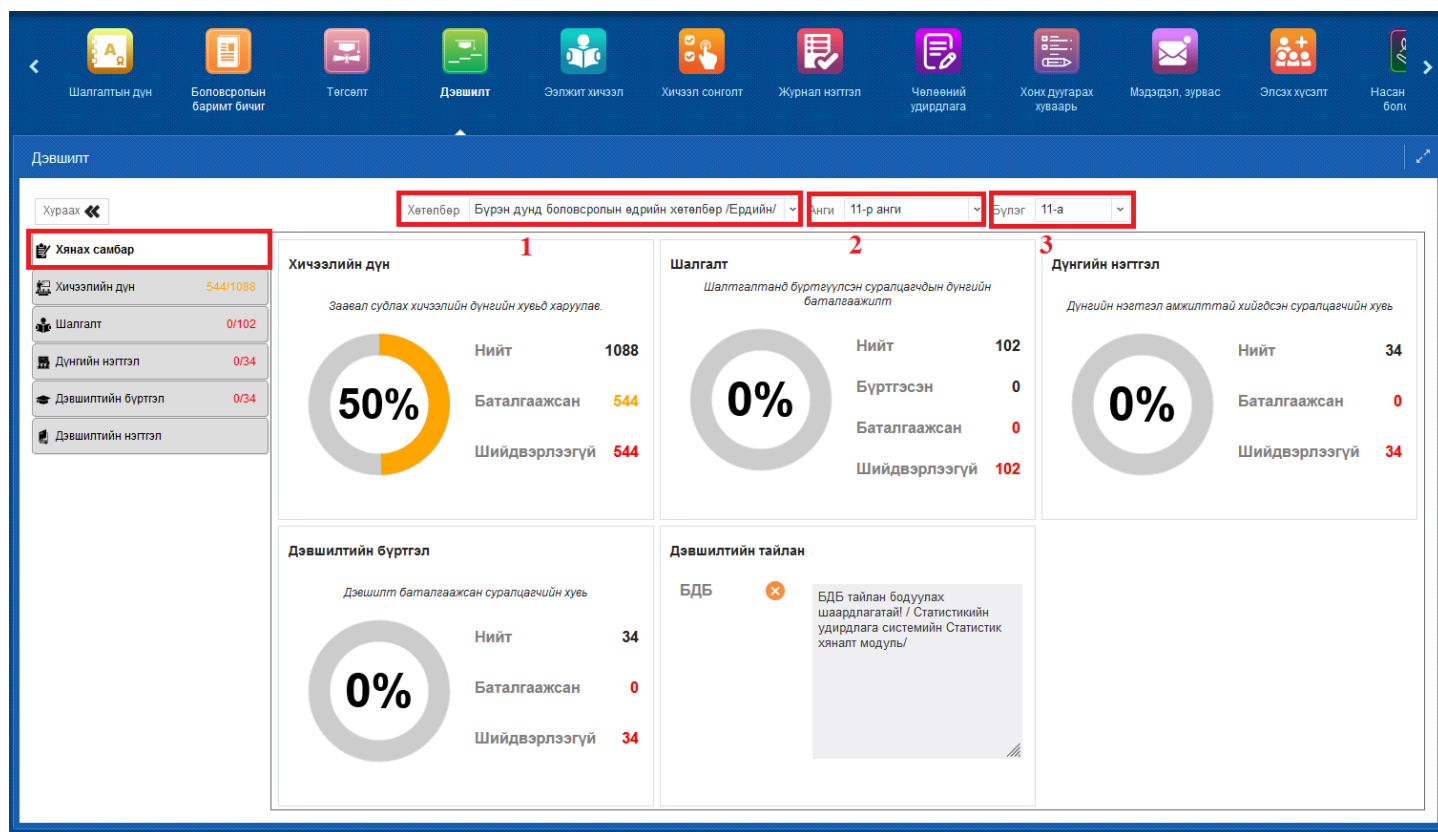 Шалгалтын дүн
Боловсролын
баримт бичиг
Төгсөлт
Дэвшилт
Ээлжит хичээл
Хичээл сонголт
Журнал нэгтгэл
Чөлөөний
удирдлага
Хонх дуугарах
хуваарь
Мэдэгдэл, зурвас
Элсэх хүсэлт
Насан
боло
Дэвшилт
Хураах
Хөтөлбөр Бүрэн дунд боловсролын өдрийн хөтөлбөр /Ердийн/
Анги 11-р анги
Бүлэг 11-а
1
2
3
Хянах самбар
Хичээлийн дүн 544/1088
Шалгалт 0/102
Дүнгийн нэгтгэл 0/34
Дэвшилтийн бүртгэл 0/34
Дэвшилтийн нэгтгэл
Хичээлийн дүн
Заавал судлах хичээлийн дүнгийн хувьд харуулав.
50%
Нийт 1088
Баталгаажсан 544
Шийдвэрлээгүй 544
Шалгалт
Шалтгалтанд бүртгүүлсэн суралцагчдын дүнгийн
баталгаажилт
0%
Нийт 102
Бүртгэсэн 0
Баталгаажсан 0
Шийдвэрлээгүй 102
Дүнгийн нэгтгэл
Дүнгийн нэгтгэл амжилттай хийгдсэн суралцагчийн хувь
0%
Нийт 34
Баталгаажсан 0
Шийдвэрлээгүй 34
Дэвшилтийн бүртгэл
Дэвшилт баталгаажсан суралцагчийн хувь
0%
Нийт 34
Баталгаажсан 0
Шийдвэрлээгүй 34
Дэвшилтийн тайлан
БДБ
БДБ тайлан бодуулах
шаардлагатай! / Статистикийн
удирдлага системийн Статистик
хяналт модуль/